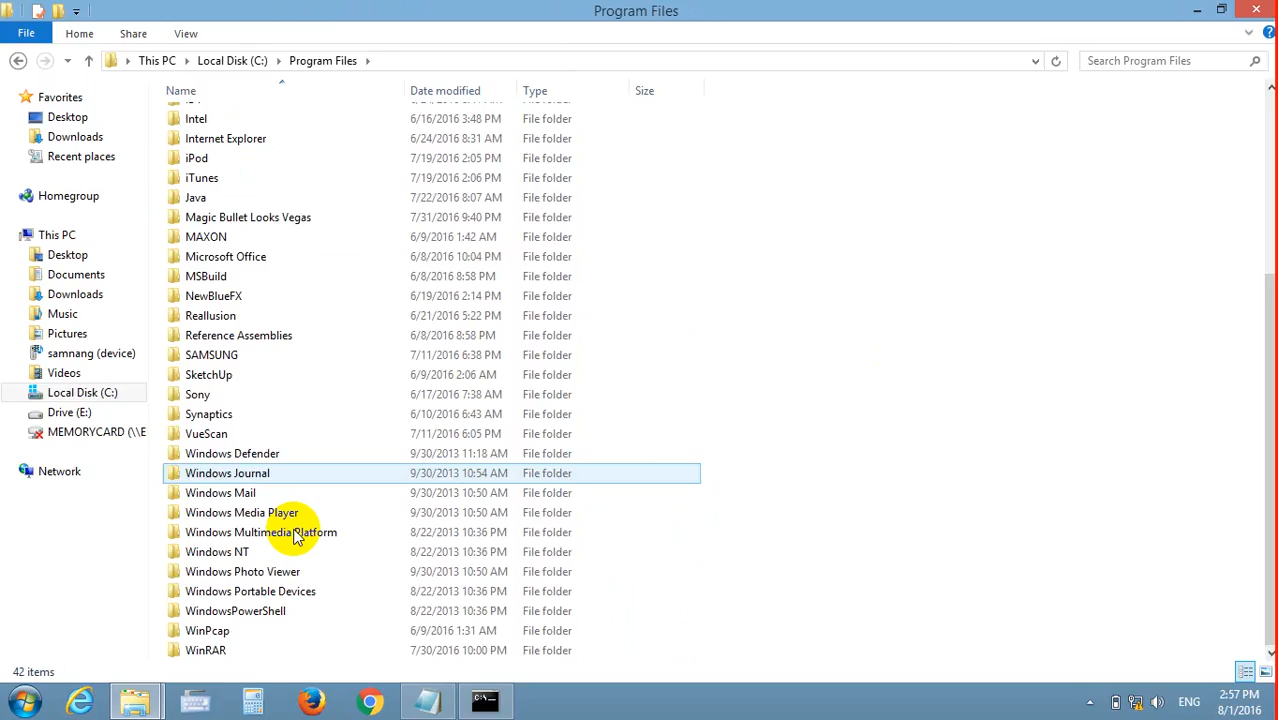 Program Files
File Home Share View
This PC Local Disk (C:) Program Files
Search Program Files
Name Date modified Type Size
Favorites
Desktop
Downloads
Recent places
Homegroup
This PC
Desktop
Documents
Downloads
Music
Pictures
samnang (device)
Videos
Local Disk (C:)
Drive (E:)
MEMORYCARD (\\E
Network
Intel 6/16/2016 3:48 PM File folder
Internet Explorer 6/24/2016 8:31 AM File folder
iPod 7/19/2016 2:05 PM File folder
iTunes 7/19/2016 2:06 PM File folder
Java 7/22/2016 8:07 AM File folder
Magic Bullet Looks Vegas 7/31/2016 9:40 PM File folder
MAXON 6/9/2016 1:42 AM File folder
Microsoft Office 6/8/2016 10:04 PM File folder
MSBuild 6/8/2016 8:58 PM File folder
NewBlueFX 6/19/2016 2:14 PM File folder
Reallusion 6/21/2016 5:22 PM File folder
Reference Assemblies 6/8/2016 8:58 PM File folder
SAMSUNG 7/11/2016 6:38 PM File folder
SketchUp 6/9/2016 2:06 AM File folder
Sony 6/17/2016 7:38 AM File folder
Synaptics 6/10/2016 6:43 AM File folder
VueScan 7/11/2016 6:05 PM File folder
Windows Defender 9/30/2013 11:18 AM File folder
Windows Journal 9/30/2013 10:54 AM File folder
Windows Mail 9/30/2013 10:50 AM File folder
Windows Media Player 9/30/2013 10:50 AM File folder
Windows Multimedia Platform 8/22/2013 10:36 PM File folder
Windows NT 8/22/2013 10:36 PM File folder
Windows Photo Viewer 9/30/2013 10:50 AM File folder
Windows Portable Devices 8/22/2013 10:36 PM File folder
WindowsPowerShell 8/22/2013 10:36 PM File folder
WinPcap 6/9/2016 1:31 AM File folder
WinRAR 7/30/2016 10:00 PM File folder
42 items
ENG
2:57 PM
8/1/2016